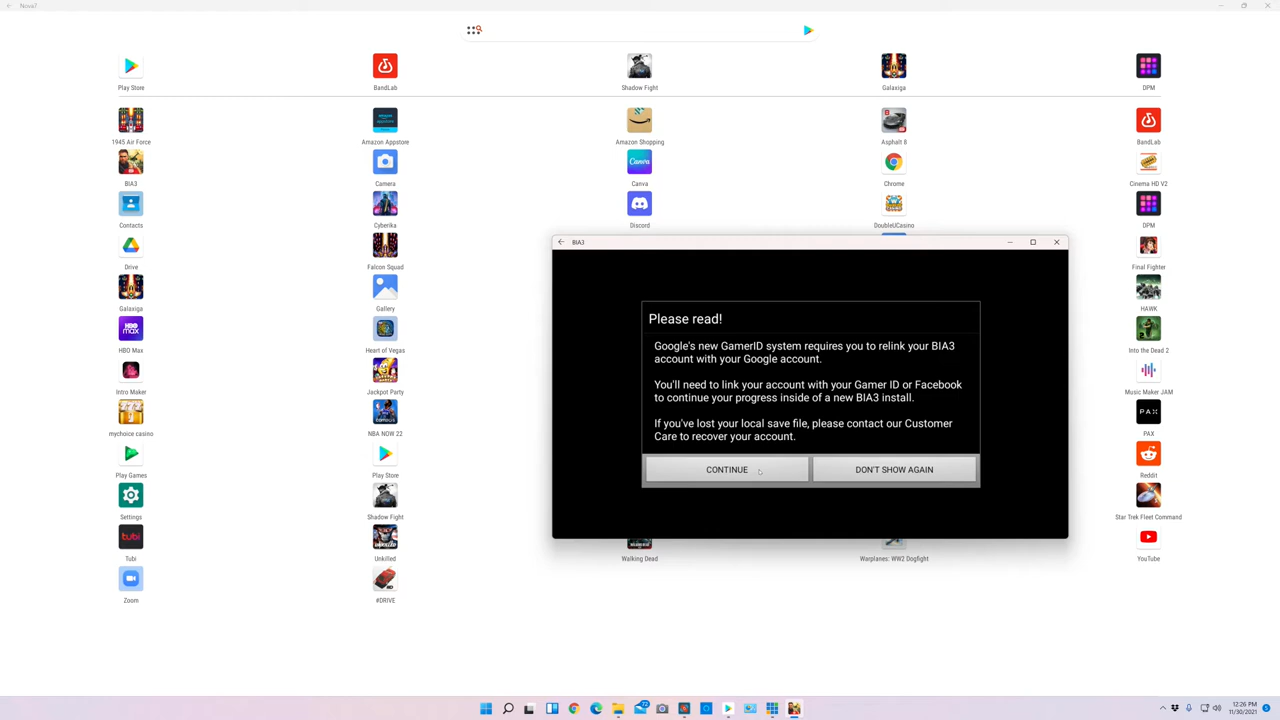 Nova7
Play Store
BandLab
Shadow Fight
Galaxiga
DPM
1945 Air Force
Amazon Appstore
Amazon Shopping
Asphalt 8
BandLab
BIA3
Camera
Canva
Canva
Chrome
Cinema HD V2
Contacts
Cyberika
Discord
DoubleUCasino
DPM
BIA3
Drive
Falcon Squad
Final Fighter
Please read!
Google's new GamerID system requires you to relink your BIA3
account with your Google account.
You'll need to link your account with your Gamer ID or Facebook
to continue your progress inside of a new BIA3 install.
If you've lost your local save file, please contact our Customer
Care to recover your account.
CONTINUE
DON'T SHOW AGAIN
Galaxiga
Gallery
HAWK
HBO
max
HBO Max
Heart of Vegas
Into the Dead 2
Intro Maker
Jackpot Party
Music Maker JAM
mychoice casino
NBA NOW 22
PAX
PAX
Play Games
Play Store
Reddit
Settings
Shadow Fight
Star Trek Fleet Command
tubi
Tubi
Unkilled
Walking Dead
Warplanes: WW2 Dogfight
YouTube
Zoom
#DRIVE
12:26 PM
11/30/2021